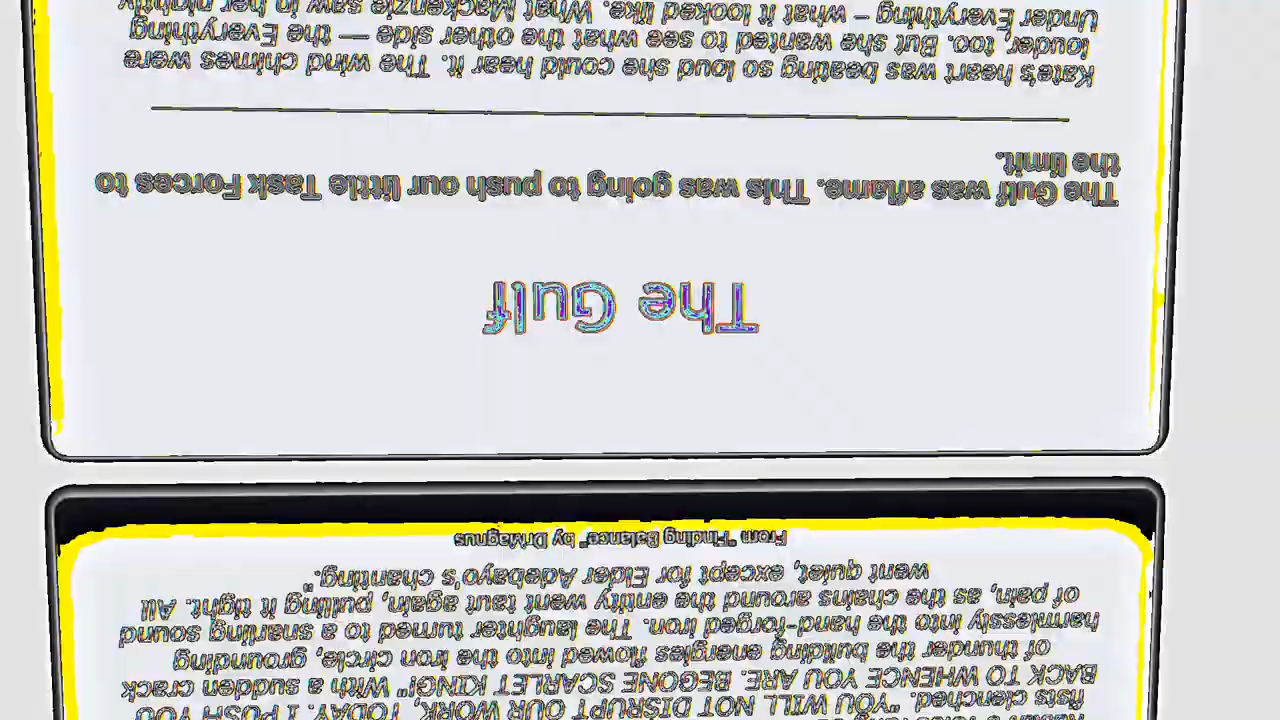 fists clenched. "YOU WILL NOT DISRUPT OUR WORK, TODAY. I PUSH YOU
BACK TO WHENCE YOU ARE. BEGONE SCARLET KING!" With a sudden crack
of thunder the building energies flowed into the iron circle, grounding
harmlessly into the hand-forged iron. The laughter turned to a snarling sound
of pain, as the chains around the entity went taut again, pulling it tight. All
went quiet, except for Elder Adebayo's chanting."
From "Finding Balance" by DrMagnus
The Gulf
The Gulf was aflame. This was going to push our little Task Forces to
the limit.
Kate's heart was beating so loud she could hear it. The wind chimes were
louder, too. But she wanted to see what the other side — the Everything
Under Everything – what it looked like. What Mackenzie saw in her nightly